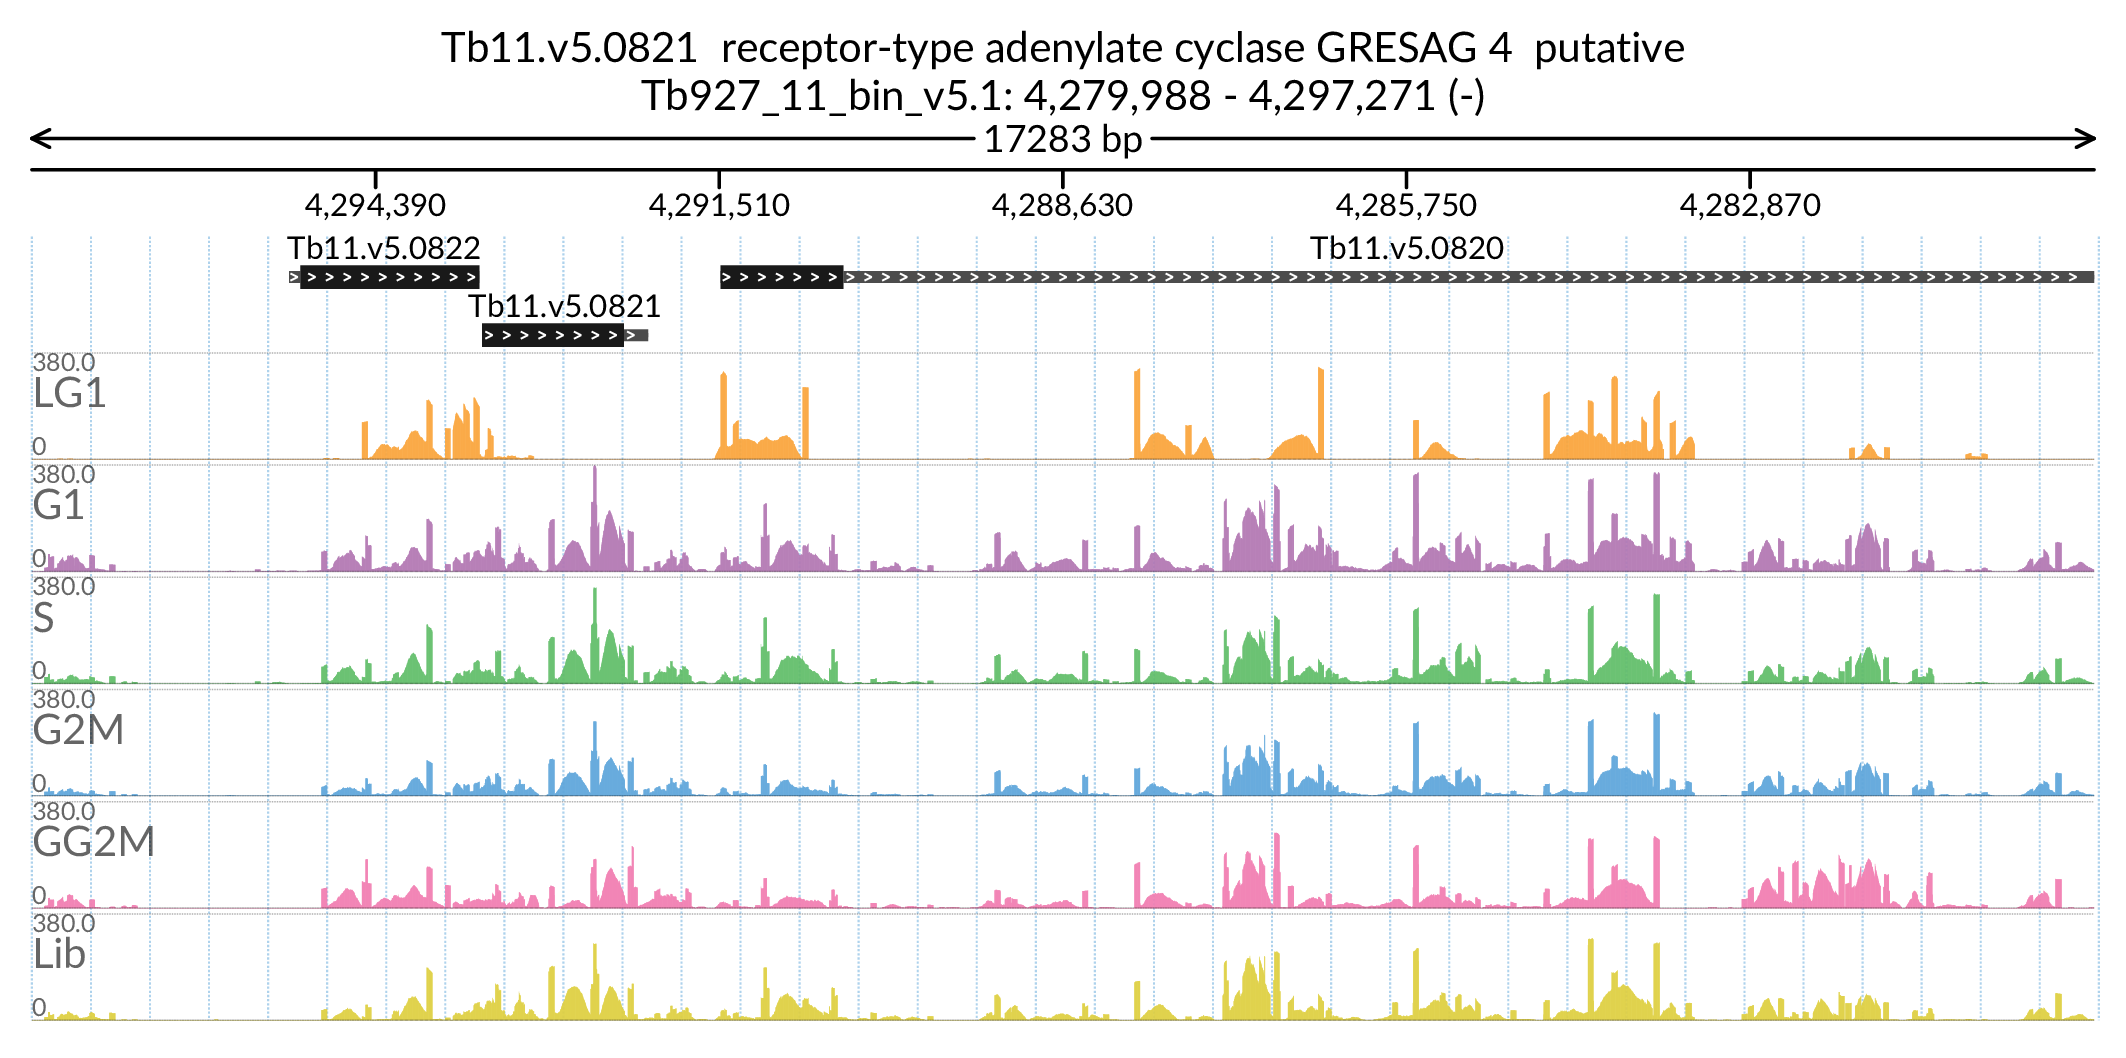 Tb11.v5.0821 receptor-type adenylate cyclase GRESAG 4 putative
Tb927_11_bin_v5.1: 4,279,988 - 4,297,271 (-)
17283 bp
4,294,390 4,291,510 4,288,630 4,285,750 4,282,870
Tb11.v5.0822 Tb11.v5.0820
Tb11.v5.0821
380.0
LG1
0
380.0
G1
0
380.0
S
0
380.0
G2M
0
380.0
GG2M
0
380.0
Lib
0